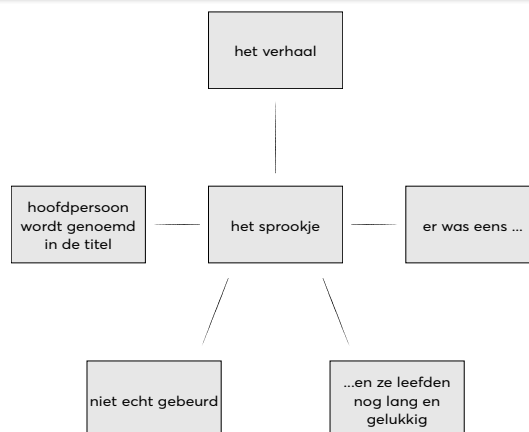 het verhaal
hoofdpersoon
wordt genoemd
in de titel
het sprookje
er was eens ...
niet echt gebeurd
...en ze leefden
nog lang en
gelukkig